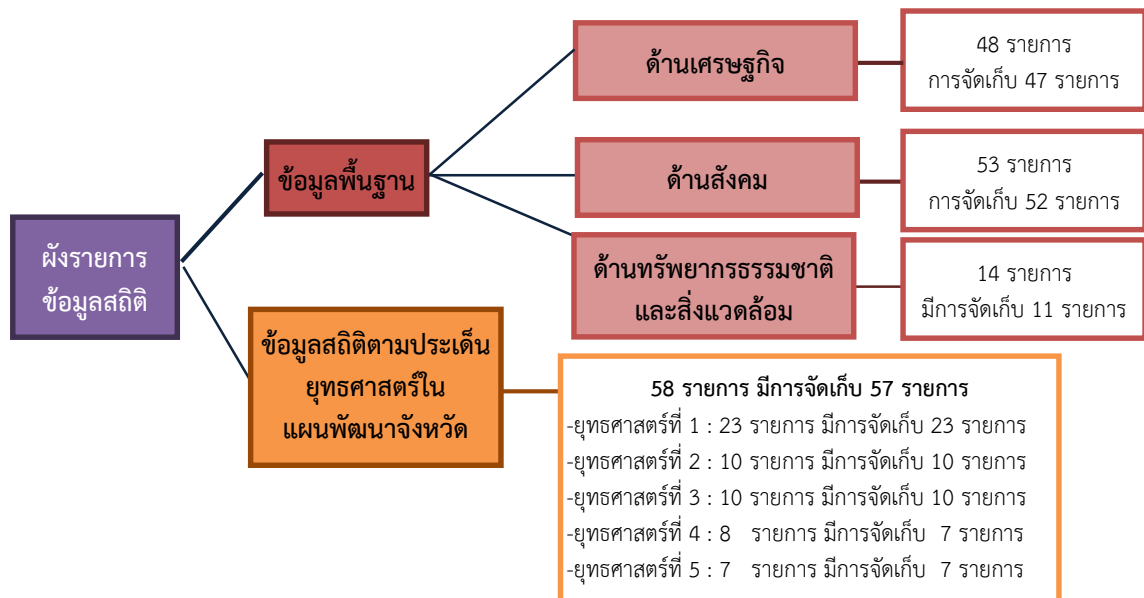 ผังรายการ
ข้อมูลสถิติ
ข้อมูลพื้นฐาน
ด้านเศรษฐกิจ
48 รายการ
การจัดเก็บ 47 รายการ
ด้านสังคม
53 รายการ
การจัดเก็บ 52 รายการ
ด้านทรัพยากรธรรมชาติ
และสิ่งแวดล้อม
14 รายการ
มีการจัดเก็บ 11 รายการ
ข้อมูลสถิติตามประเด็น
ยุทธศาสตร์ใน
แผนพัฒนาจังหวัด
58 รายการ มีการจัดเก็บ 57 รายการ
-ยุทธศาสตร์ที่ 1 : 23 รายการ มีการจัดเก็บ 23 รายการ
-ยุทธศาสตร์ที่ 2 : 10 รายการ มีการจัดเก็บ 10 รายการ
-ยุทธศาสตร์ที่ 3 : 10 รายการ มีการจัดเก็บ 10 รายการ
-ยุทธศาสตร์ที่ 4 : 8 รายการ มีการจัดเก็บ 7 รายการ
-ยุทธศาสตร์ที่ 5 : 7 รายการ มีการจัดเก็บ 7 รายการ